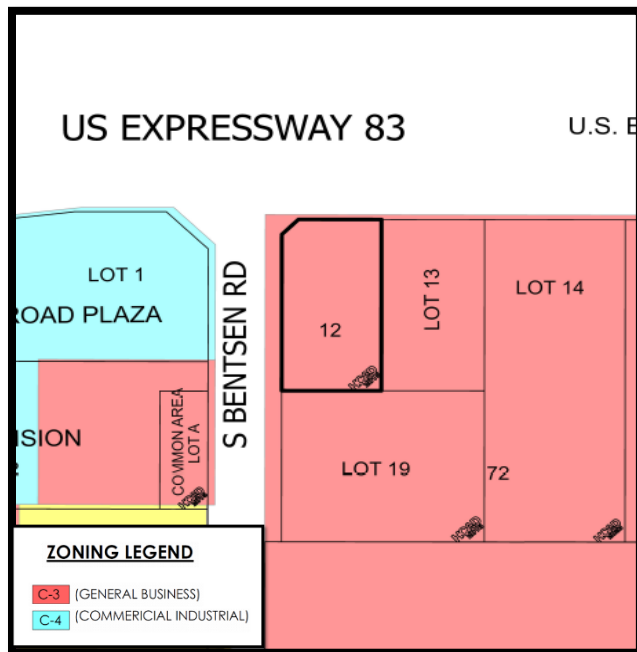 US EXPRESSWAY 83
U.S. E
LOT 1
ROAD PLAZA
S BENTSEN RD
12
LOT 13
LOT 14
ISION
COMMON AREA
LOT A
LOT 19
72
ZONING LEGEND
C-3 (GENERAL BUSINESS)
C-4 (COMMERICIAL INDUSTRIAL)